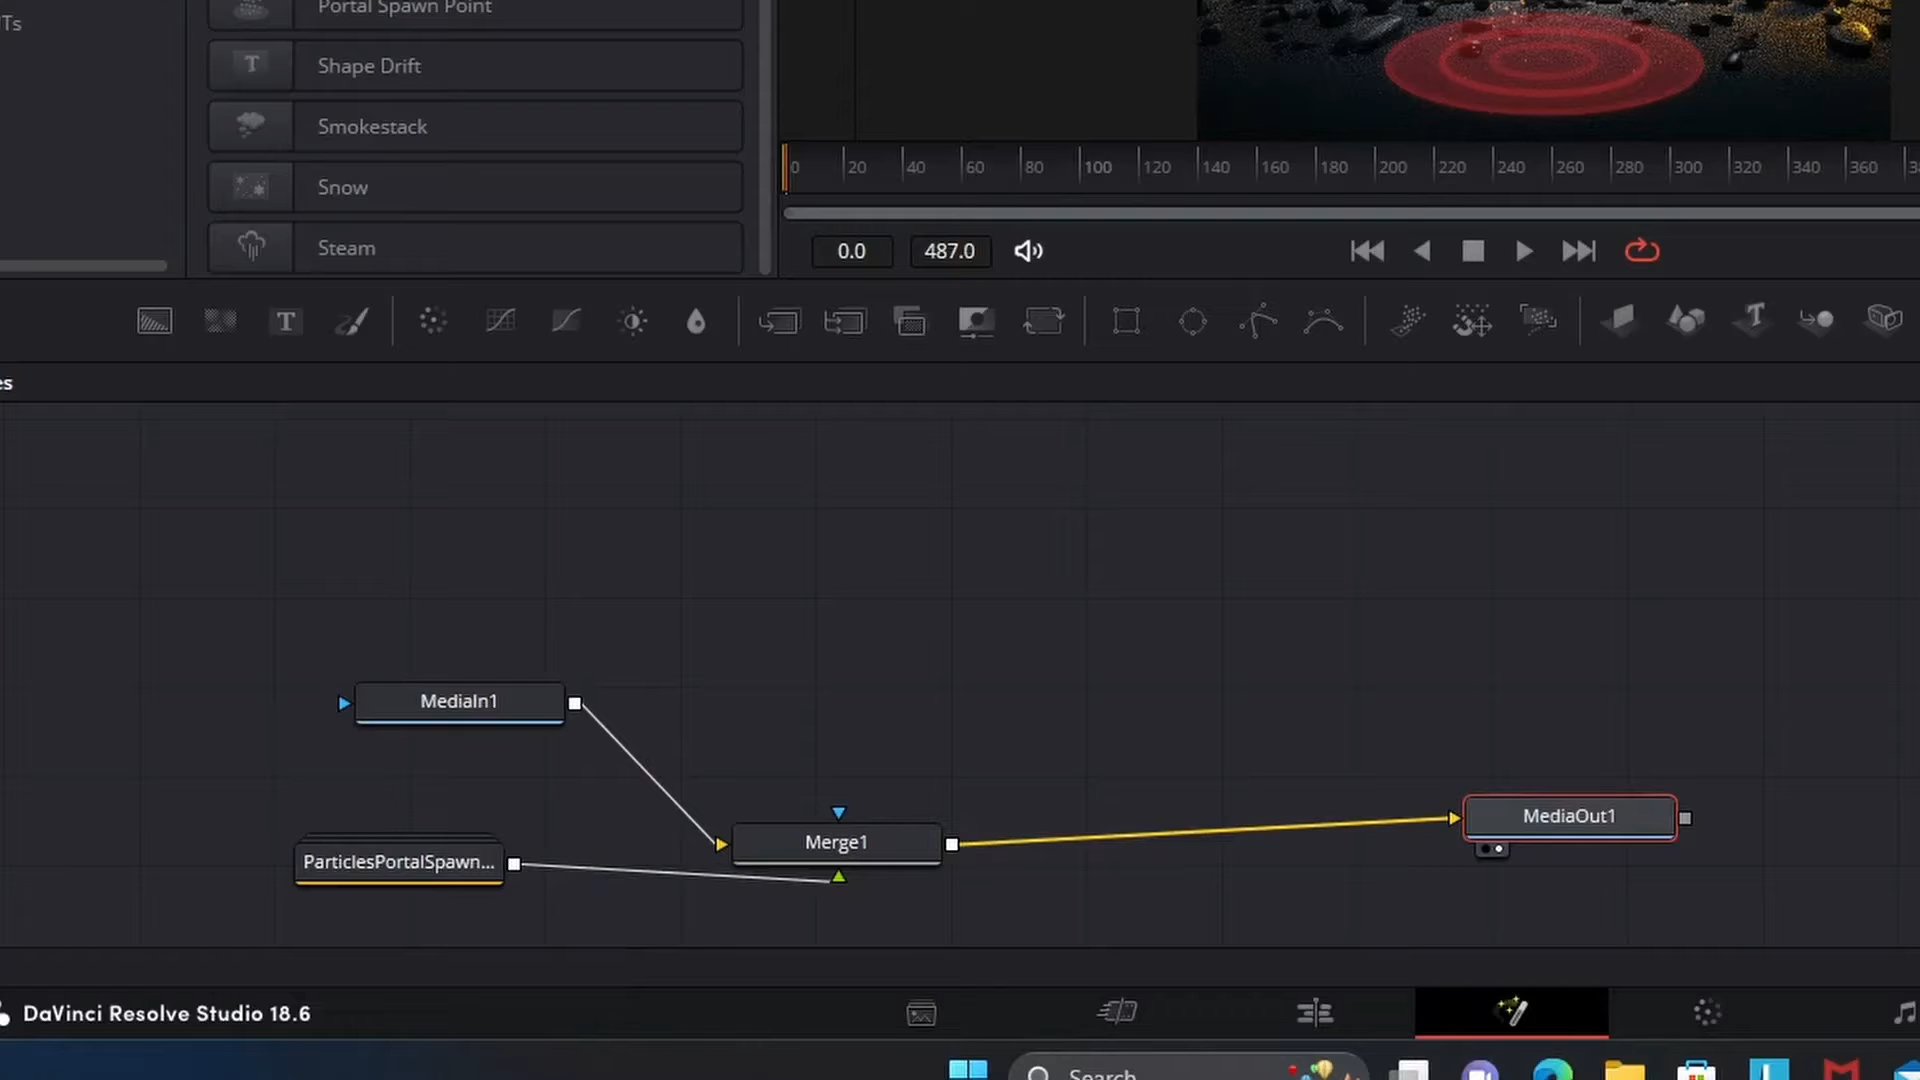 Ts
Portal Spawn Point
Shape Drift
Smokestack
Snow
Steam
0 20 40 60 80 100 120 140 160 180 200 220 240 260 280 300 320 340 360
0.0 487.0
T
es
MediaIn1
ParticlesPortalSpawn...
Merge1
MediaOut1
DaVinci Resolve Studio 18.6
Search